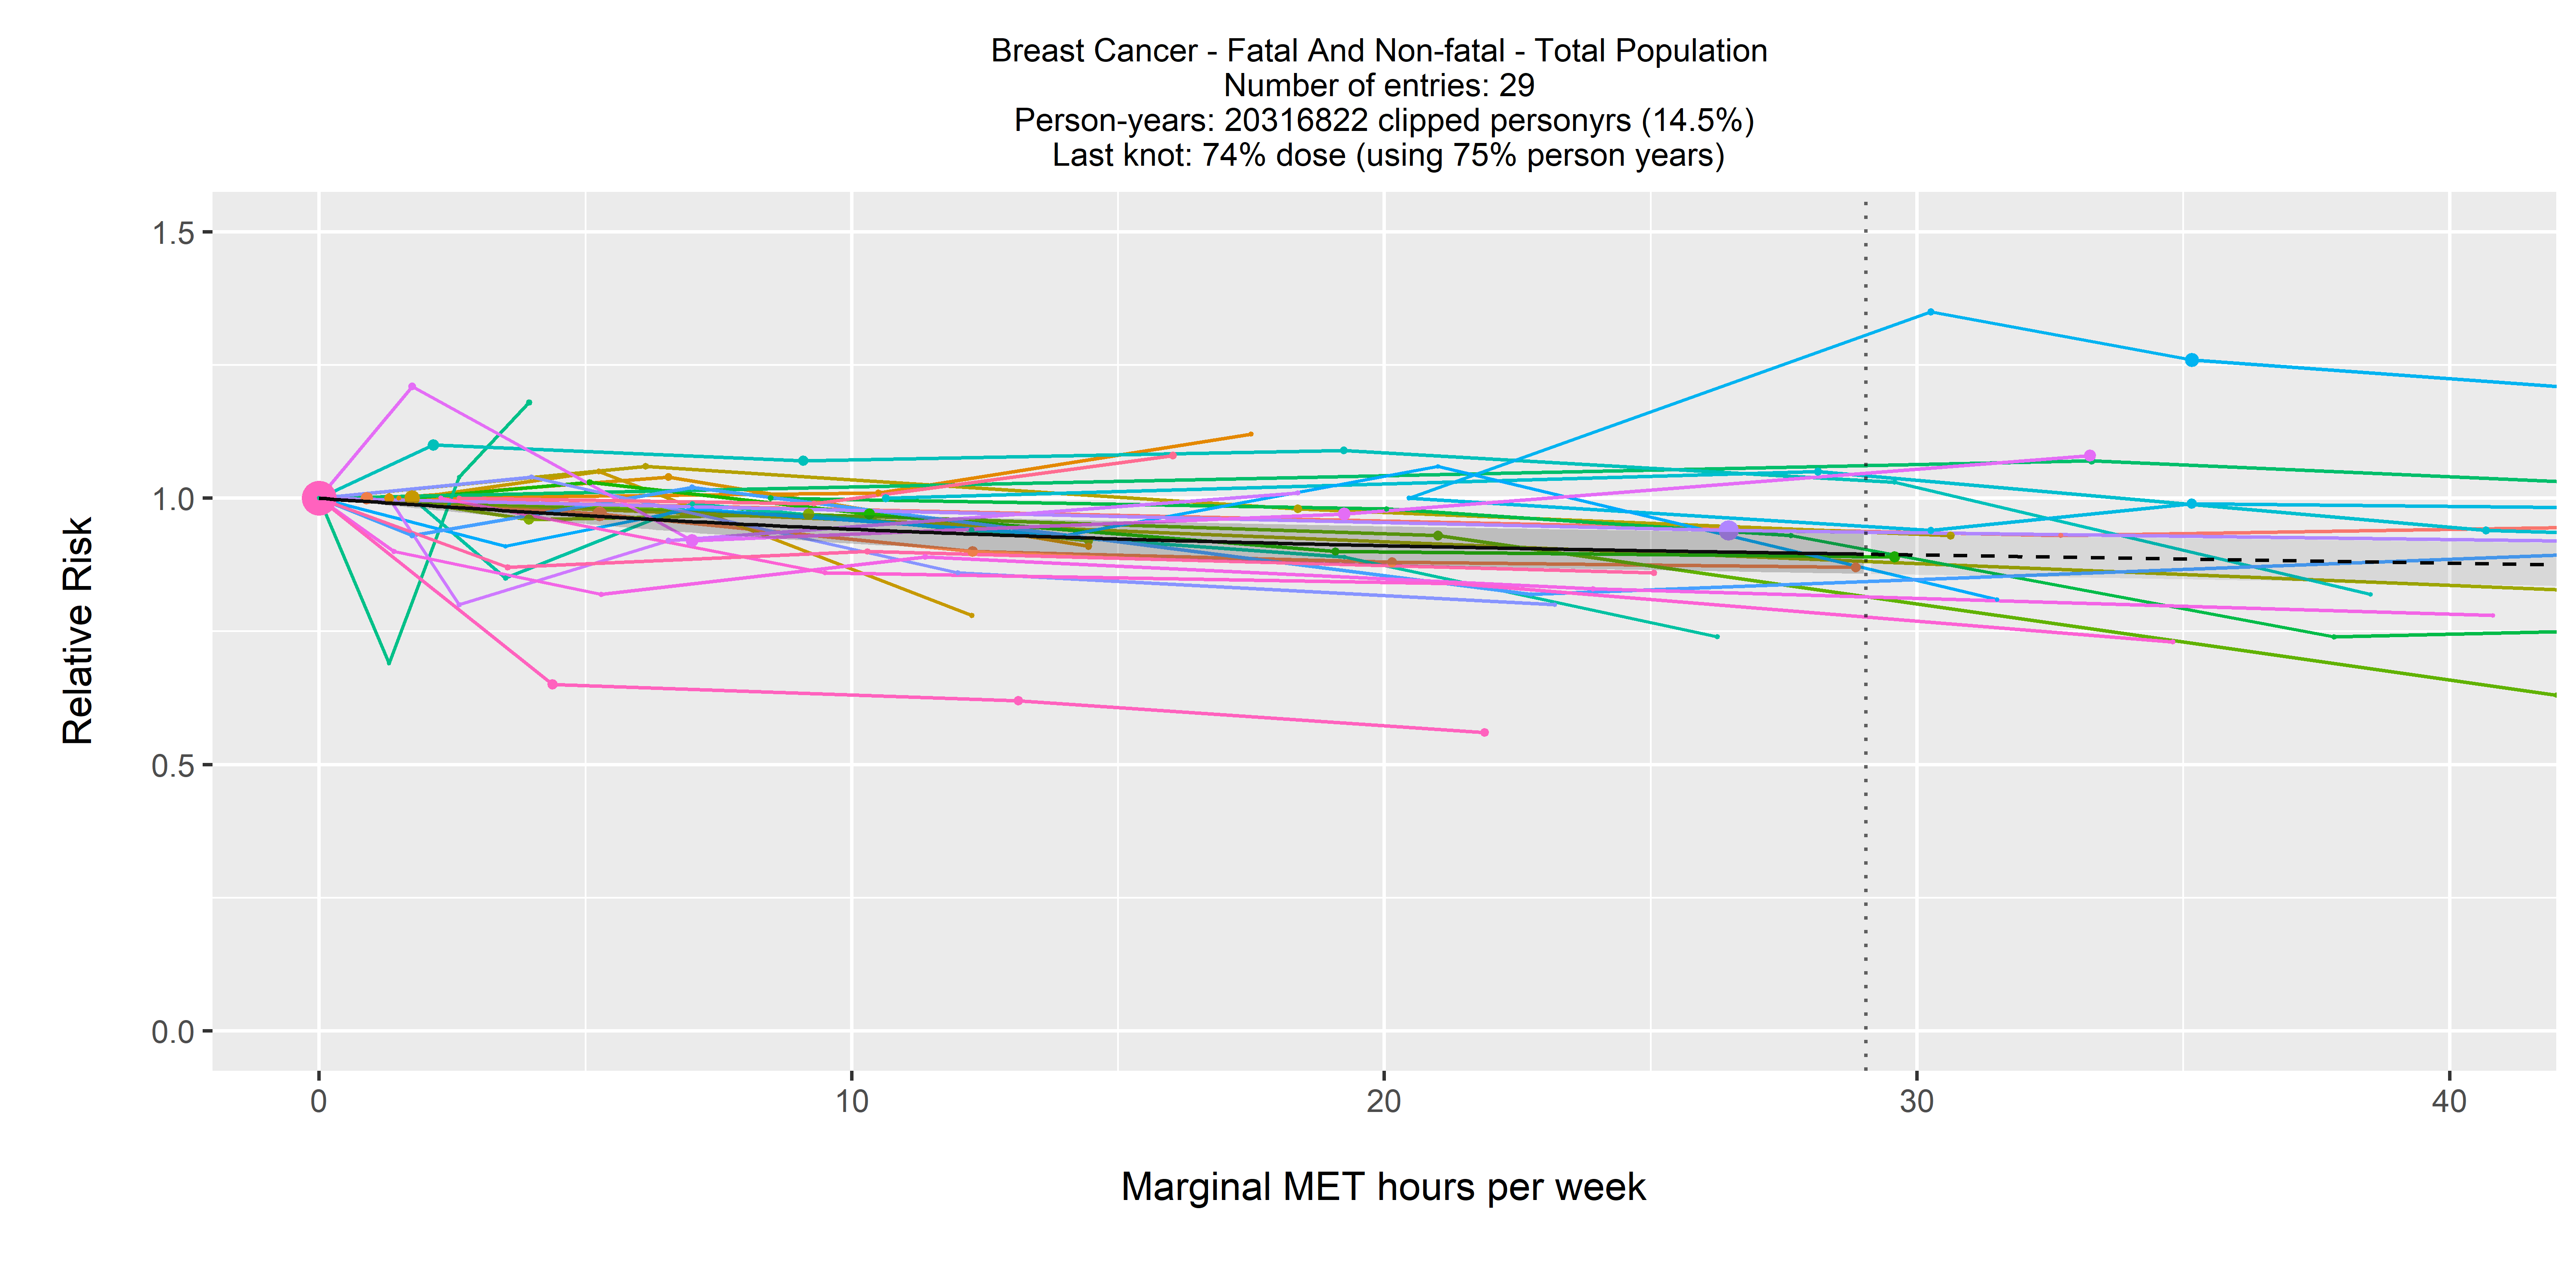 Breast Cancer - Fatal And Non-fatal - Total Population
Number of entries: 29
Person-years: 20316822 clipped personyrs (14.5%)
Last knot: 74% dose (using 75% person years)
1.5
1.0
0.5
0.0
Relative Risk
0 10 20 30 40
Marginal MET hours per week